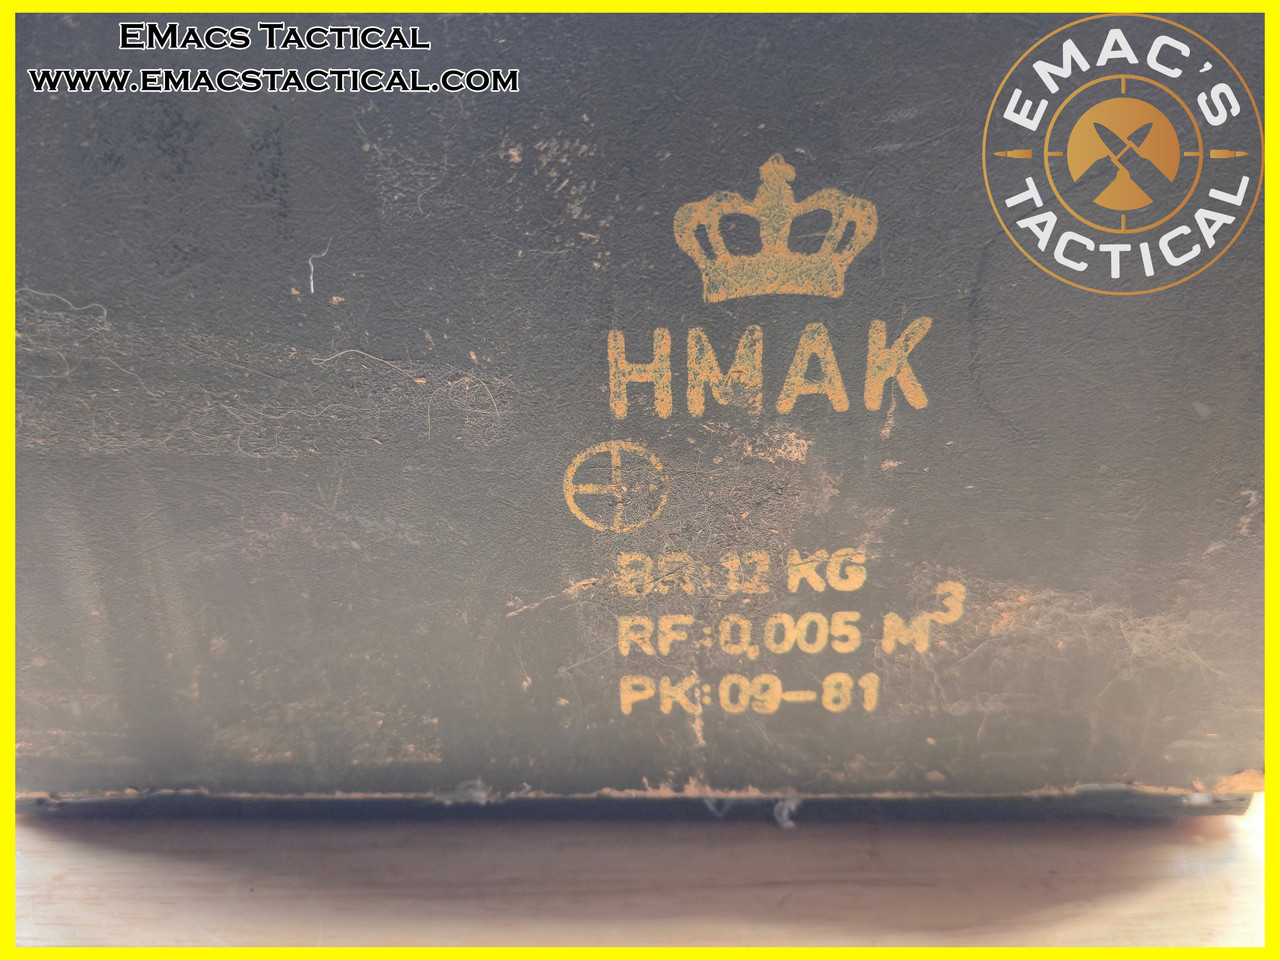 EMacs Tactical
www.emacstactical.com
EMAC'S
TACTICAL
HMAK
BR:12 KG
RF:0,005 M³
PK:09-81